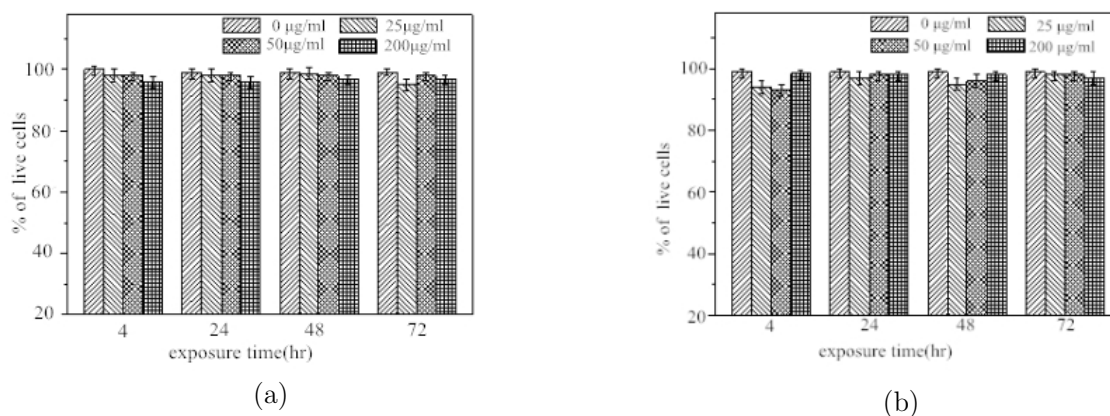 0 μg/ml 25μg/ml
50μg/ml 200μg/ml
100
80
60
40
20
% of live cells
4 24 48 72
exposure time(hr)
(a)
0 μg/ml 25 μg/ml
50 μg/ml 200 μg/ml
100
80
60
40
20
% of live cells
4 24 48 72
exposure time(hr)
(b)